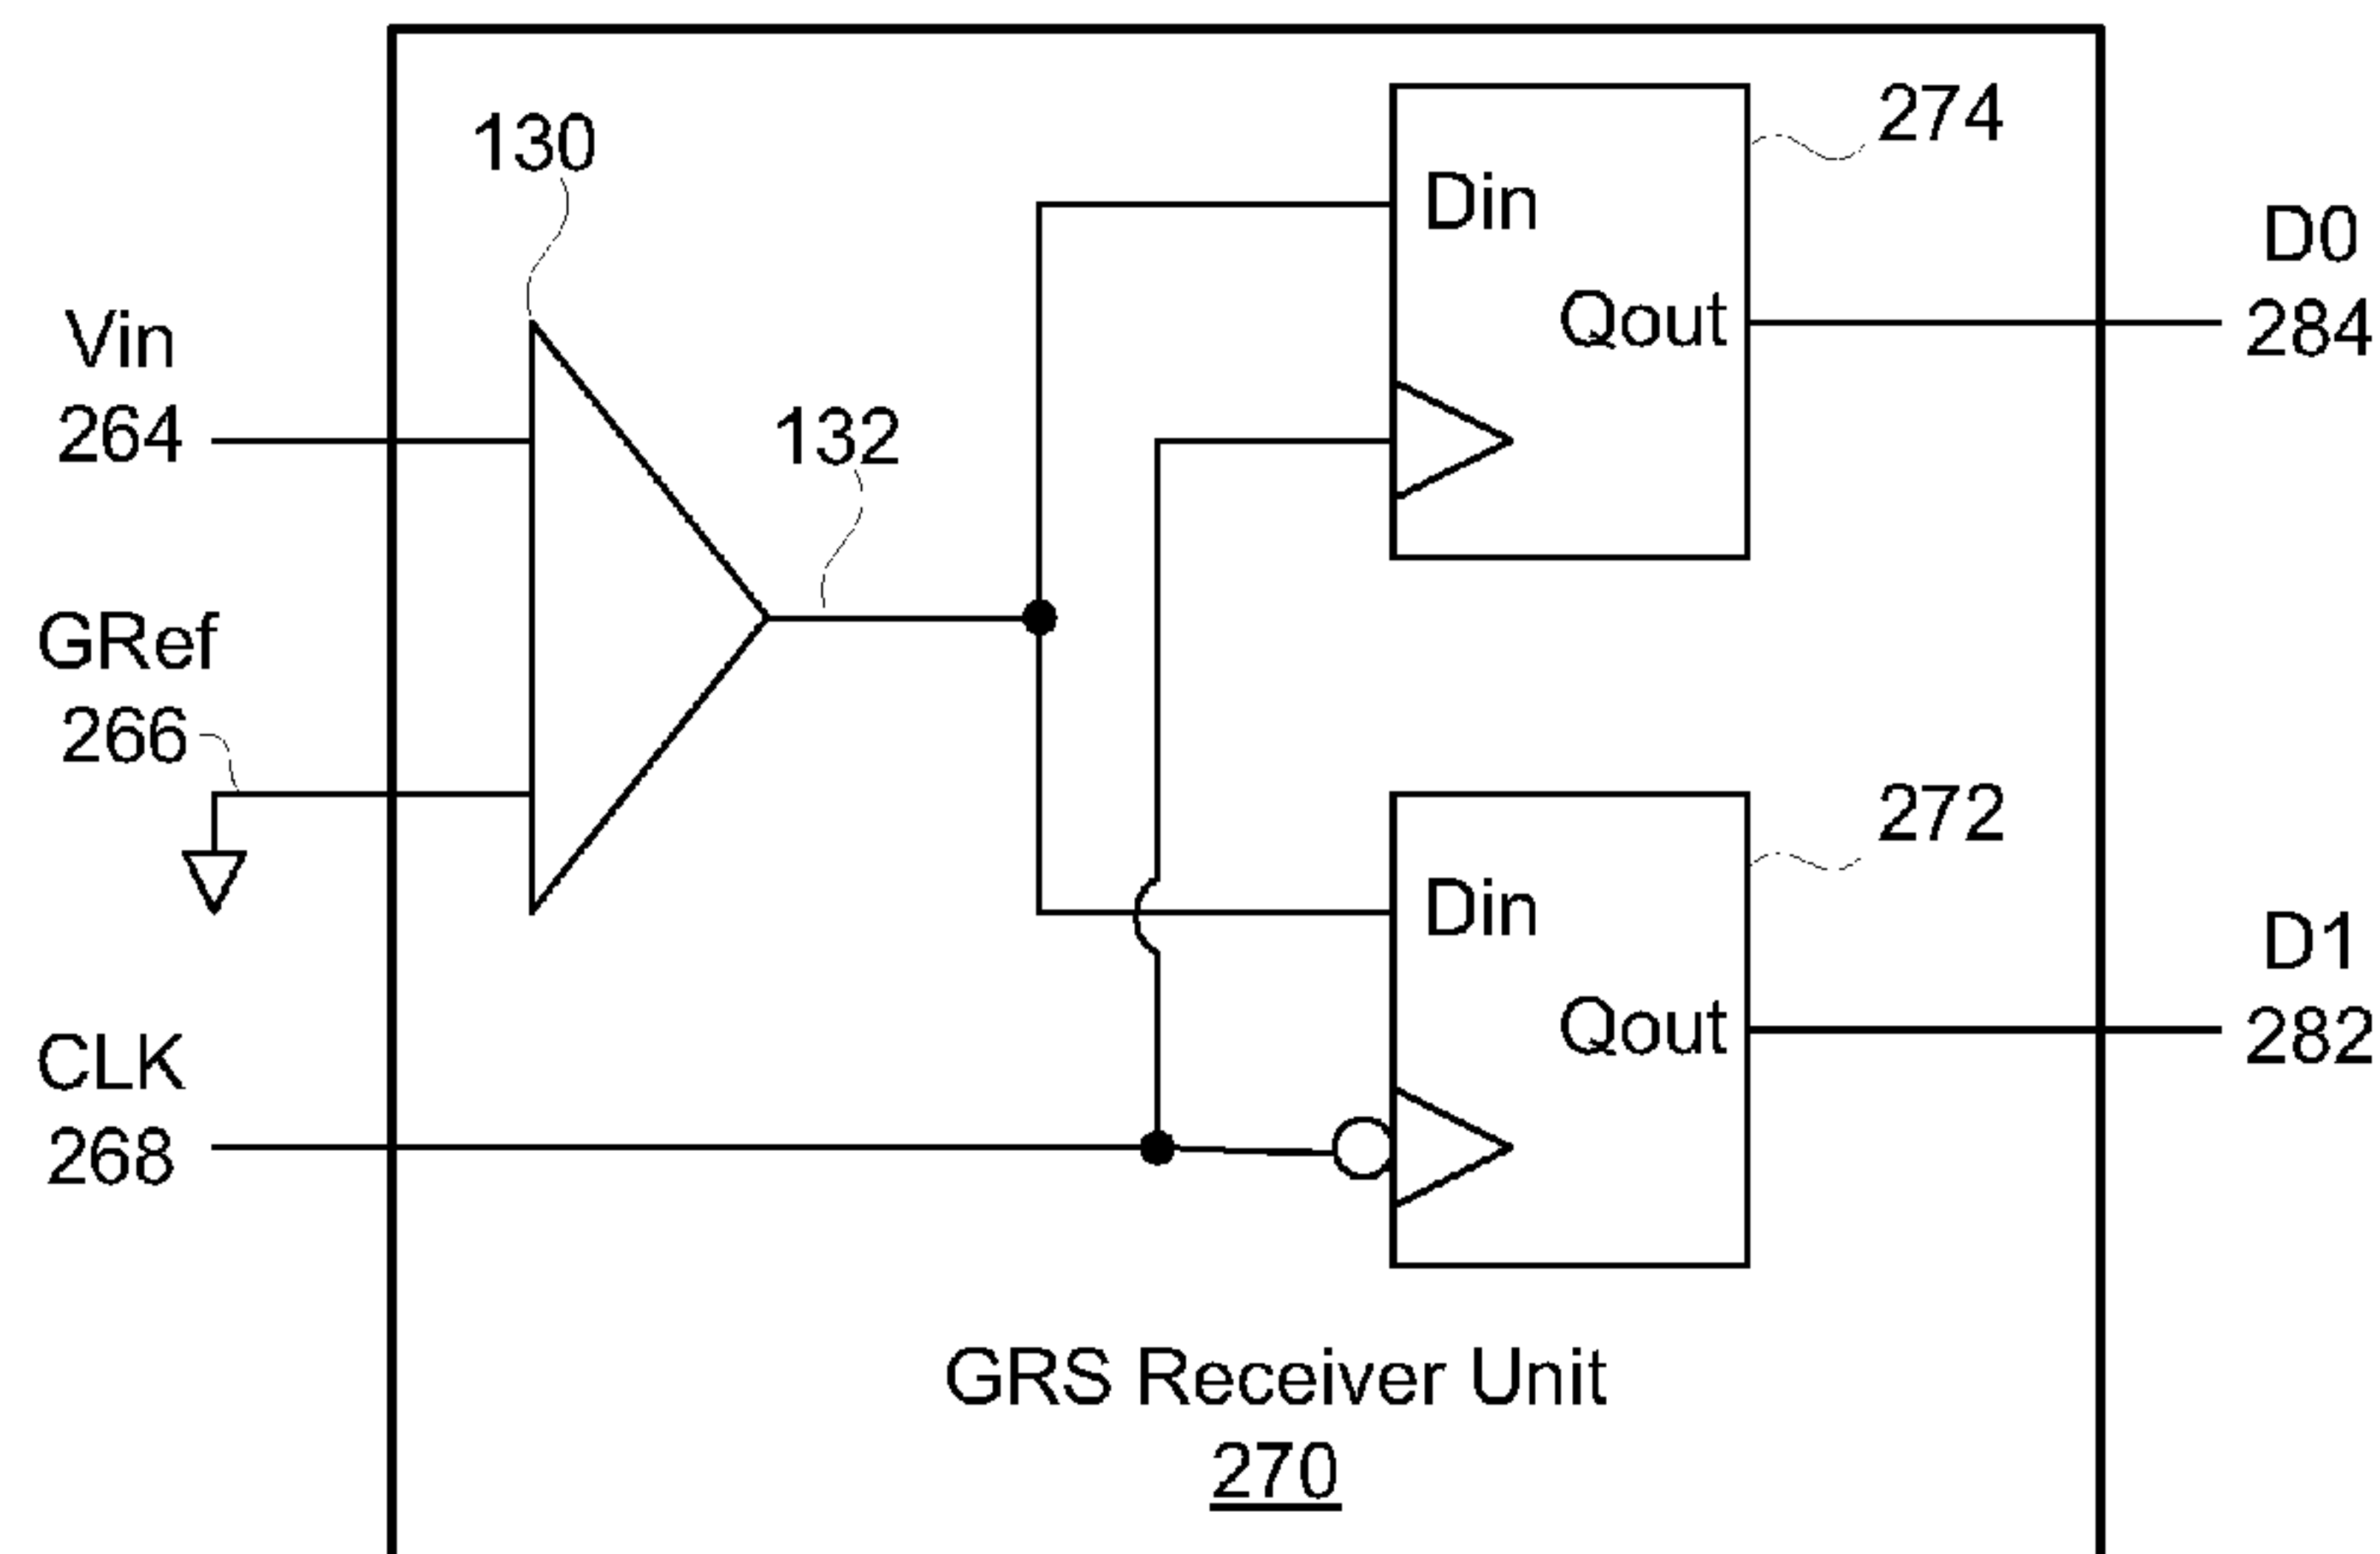 130
274
Din
D0
Qout
284
Vin
264
132
GRef
266
272
Din
D1
Qout
282
CLK
268
GRS Receiver Unit
270